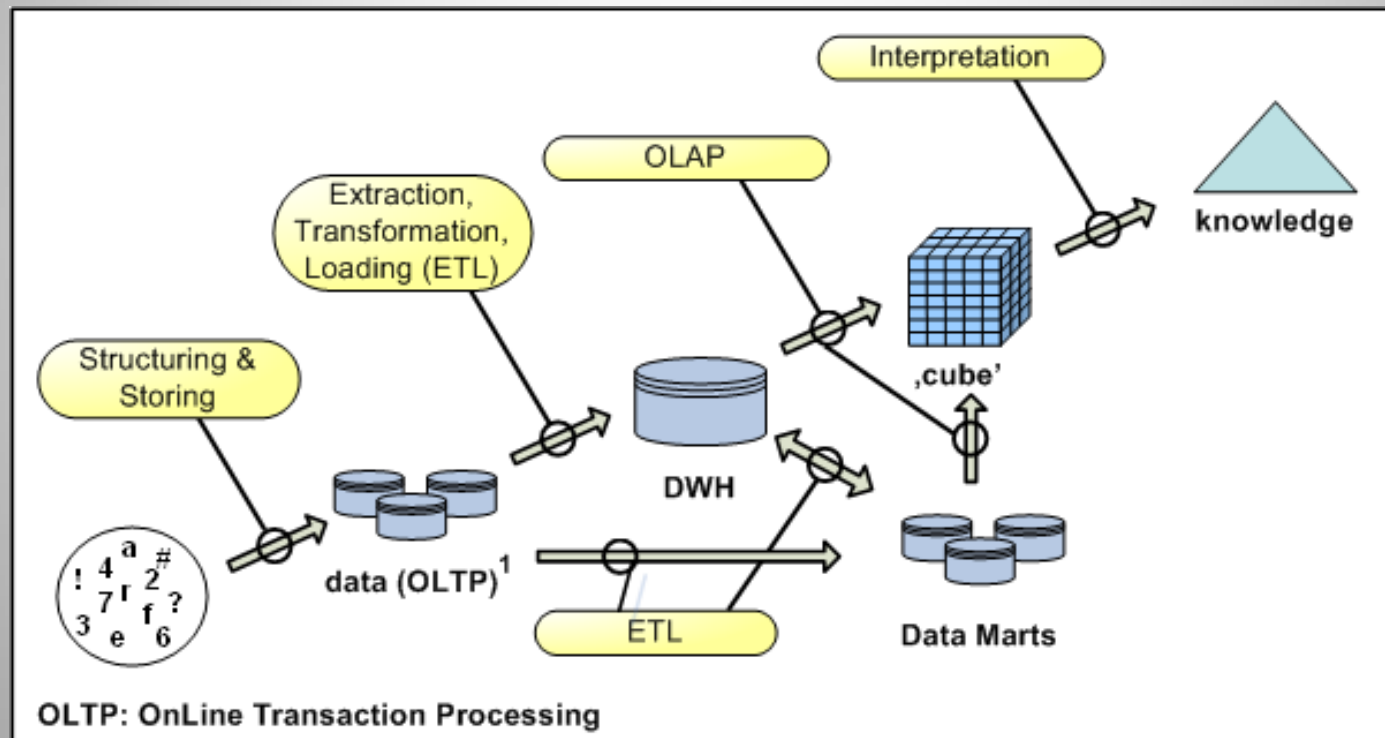 Interpretation
OLAP
Extraction,
Transformation,
Loading (ETL)
knowledge
Structuring &
Storing
‚cube’
DWH
a
! 4 #
r 2
7 f ?
3 e 6
data (OLTP)¹
ETL
Data Marts
OLTP: OnLine Transaction Processing